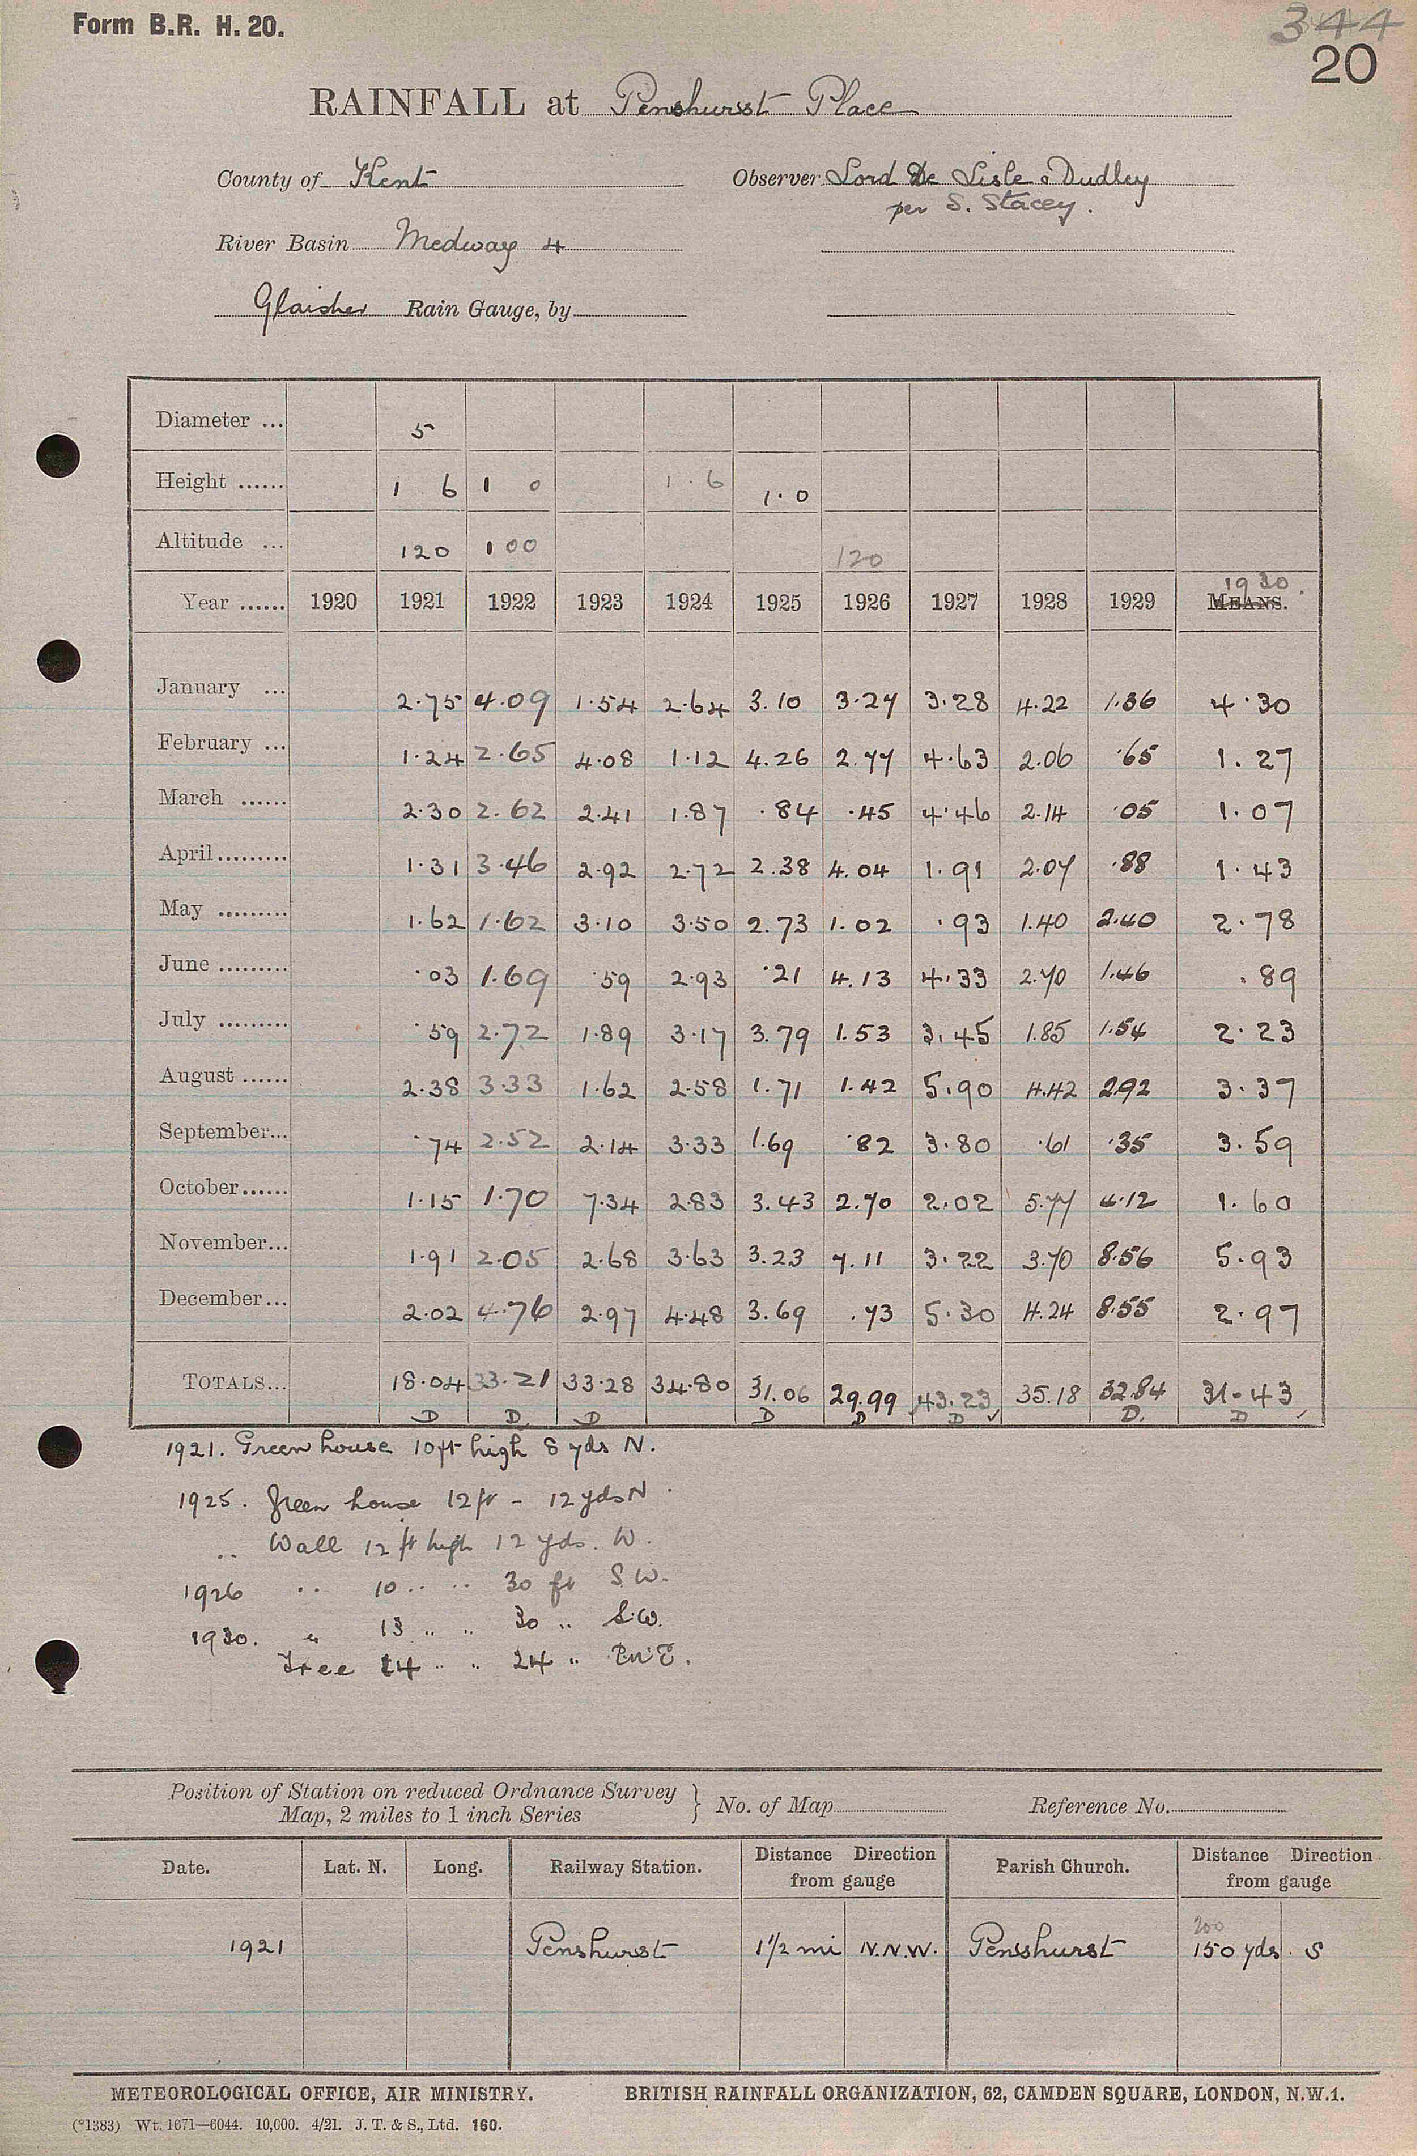 Form B.R. H. 20.
344
20
RAINFALL at Penshurst Place
County of Kent Observer Lord De Lisle & Dudley
per S. Stacey.
River Basin Medway 4
Glaisher Rain Gauge, by
Diameter ... 5
Height ...... 1 6 1 0 1.6 1.0
Altitude ... 120 100 120
1930
Year ...... 1920 1921 1922 1923 1924 1925 1926 1927 1928 1929 MEANS.
January ... 2.75 4.09 1.54 2.64 3.10 3.27 3.28 4.22 1.36 4.30
February ... 1.24 2.65 4.08 1.12 4.26 2.77 4.63 2.06 .65 1.27
March ...... 2.30 2.62 2.41 1.87 .84 .45 4.46 2.14 .05 1.07
April ......... 1.31 3.46 2.92 2.72 2.38 4.04 1.91 2.07 .88 1.43
May ......... 1.62 1.62 3.10 3.50 2.73 1.02 .93 1.40 2.40 2.78
June ......... .03 1.69 .59 2.93 .21 4.13 4.33 2.70 1.46 .89
July ......... .59 2.72 1.89 3.17 3.79 1.53 3.45 1.85 1.54 2.23
August ...... 2.38 3.33 1.62 2.58 1.71 1.42 5.90 4.42 2.92 3.37
September... .74 2.52 2.14 3.33 1.69 .82 3.80 .61 .35 3.59
October...... 1.15 1.70 7.34 2.83 3.43 2.70 2.02 5.77 4.12 1.60
November... 1.91 2.05 2.68 3.63 3.23 7.11 3.22 3.70 8.56 5.93
December... 2.02 4.76 2.97 4.48 3.69 .73 5.30 4.24 8.55 2.97
TOTALS... 18.04 33.21 33.28 34.80 31.06 29.99 43.23 35.18 32.84 31.43
D D D D D D ✓ D. D ✓
1921. Green house 10ft high 8 yds N.
1925. Green house 12 ft - 12 yds N.
.. Wall 12 ft high 12 yds. W.
1926 .. 10 .. .. 30 ft S.W.
1930. " 13 .. .. 30 .. S.W.
Tree 14 .. .. 24 ..
Position of Station on reduced Ordnance Survey
Map, 2 miles to 1 inch Series } No. of Map Reference No.
Date. Lat. N. Long. Railway Station. Distance Direction from gauge Parish Church. Distance Direction from gauge
200
1921 Penshurst 1½ mi N.N.W. Penshurst 150 yds. S
METEOROLOGICAL OFFICE, AIR MINISTRY. BRITISH RAINFALL ORGANIZATION, 62, CAMDEN SQUARE, LONDON, N.W.1.
(°1383) Wt. 1671—6044. 10,000. 4/21. J. T. & S., Ltd. 160.